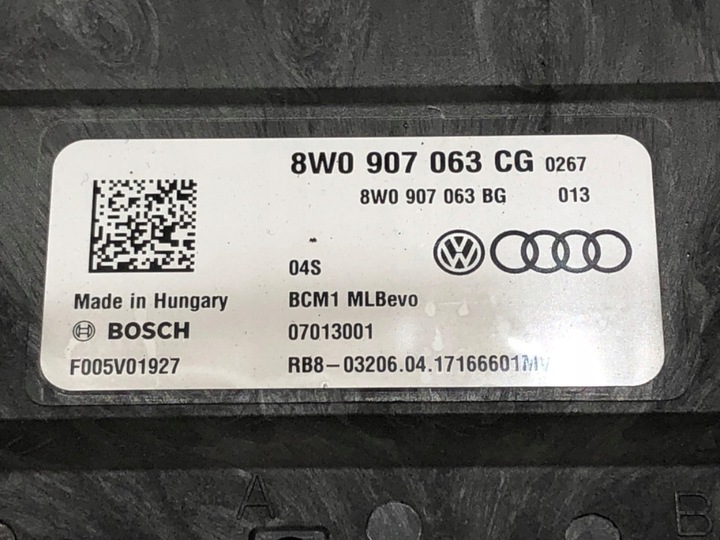 8W0 907 063 CG 0267
8W0 907 063 BG 013
04S
Made in Hungary BCM1 MLBevo
BOSCH 07013001
F005V01927 RB8-03206.04.17166601MV
A B